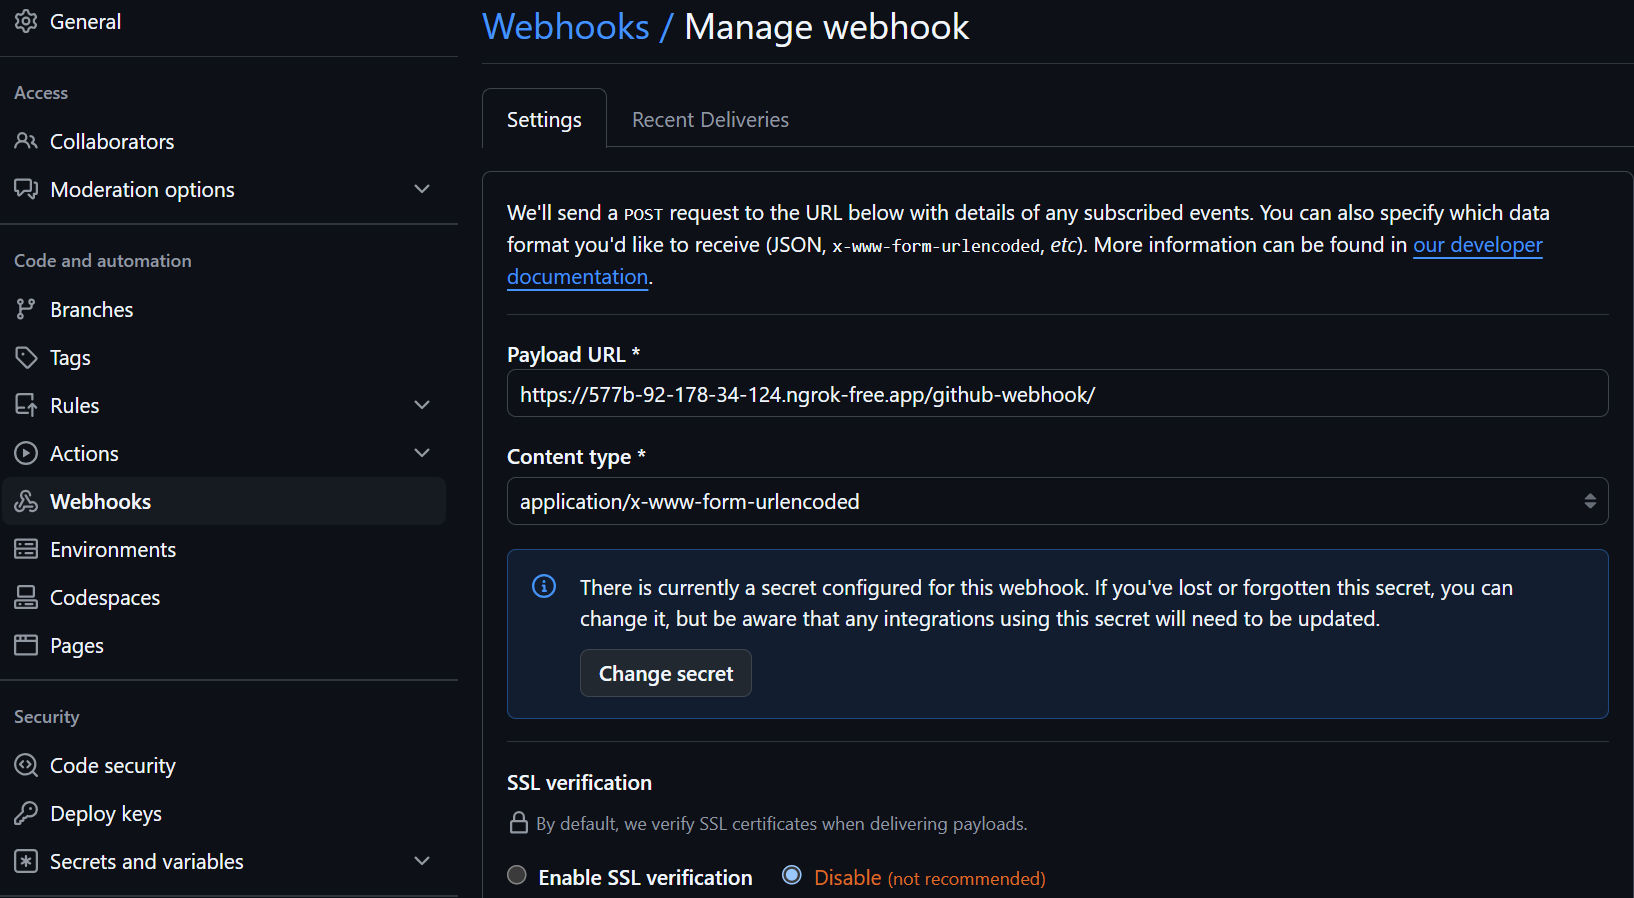 General
Access
Collaborators
Moderation options
Code and automation
Branches
Tags
Rules
Actions
Webhooks
Environments
Codespaces
Pages
Security
Code security
Deploy keys
Secrets and variables
Webhooks / Manage webhook
Settings
Recent Deliveries
We'll send a POST request to the URL below with details of any subscribed events. You can also specify which data
format you'd like to receive (JSON, x-www-form-urlencoded, etc). More information can be found in our developer
documentation.
Payload URL *
https://577b-92-178-34-124.ngrok-free.app/github-webhook/
Content type *
application/x-www-form-urlencoded
There is currently a secret configured for this webhook. If you've lost or forgotten this secret, you can
change it, but be aware that any integrations using this secret will need to be updated.
Change secret
SSL verification
By default, we verify SSL certificates when delivering payloads.
Enable SSL verification
Disable (not recommended)